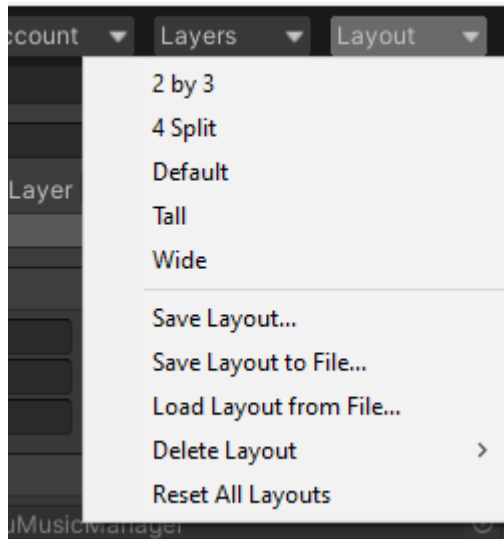 ccount Layers Layout
2 by 3
4 Split
Default
Layer
Tall
Wide
Save Layout...
Save Layout to File...
Load Layout from File...
Delete Layout
Reset All Layouts
uMusicManager